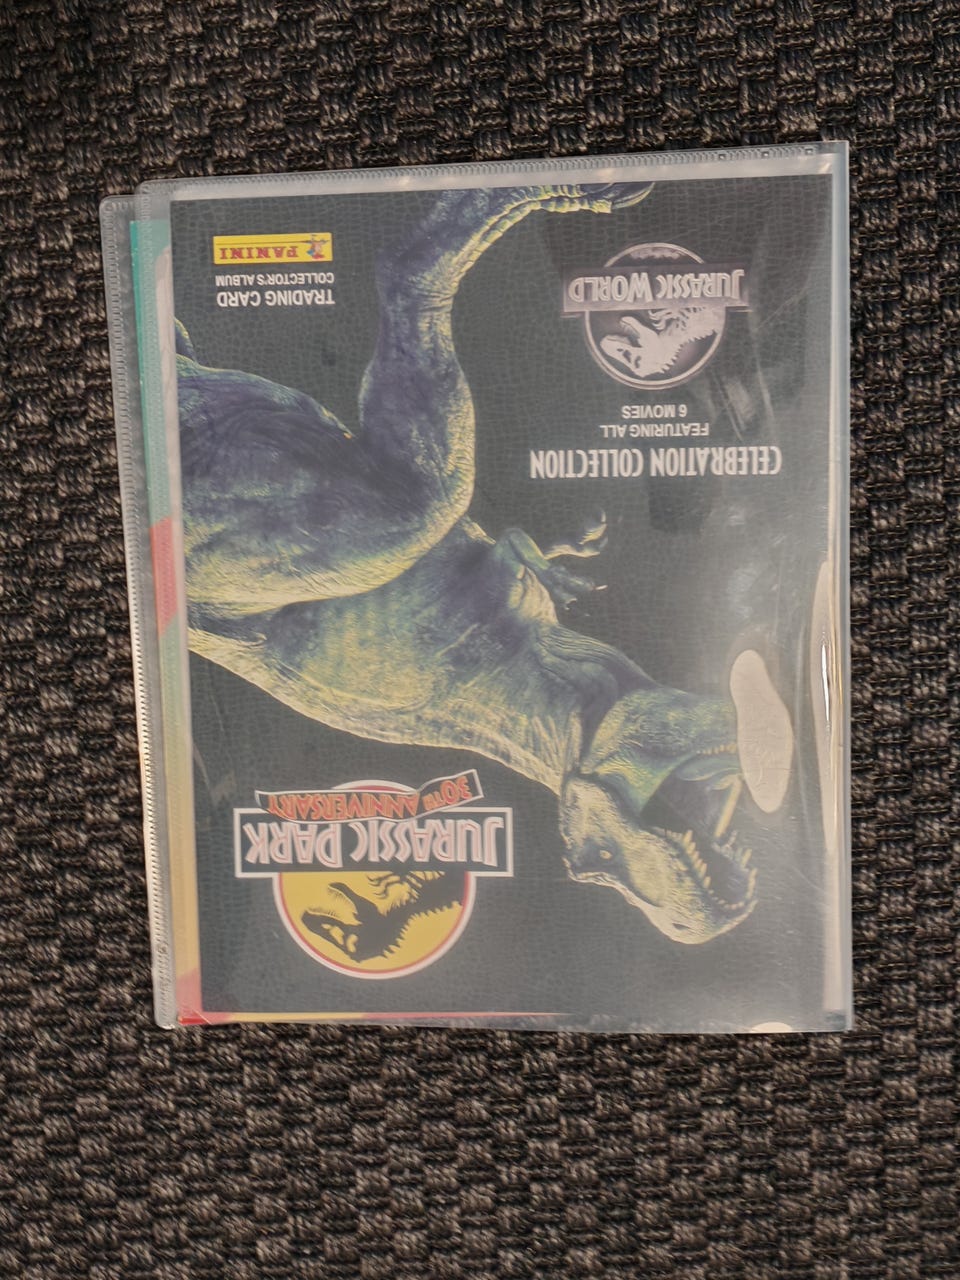 JURASSIC PARK
30TH ANNIVERSARY
CELEBRATION COLLECTION
FEATURING ALL
6 MOVIES
JURASSIC WORLD
TRADING CARD
COLLECTOR'S ALBUM
PANINI